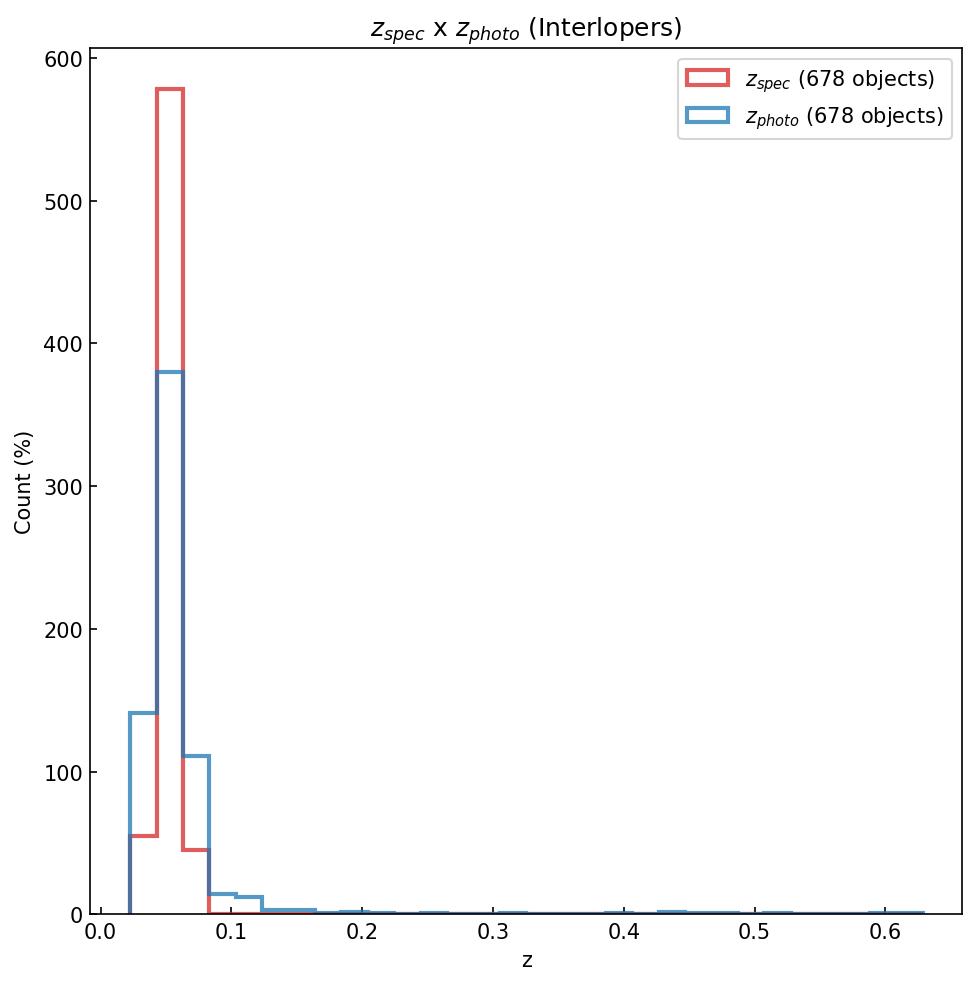 z_spec x z_photo (Interlopers)
z_spec (678 objects)
z_photo (678 objects)
600
500
400
300
200
100
0
Count (%)
0.0 0.1 0.2 0.3 0.4 0.5 0.6
z